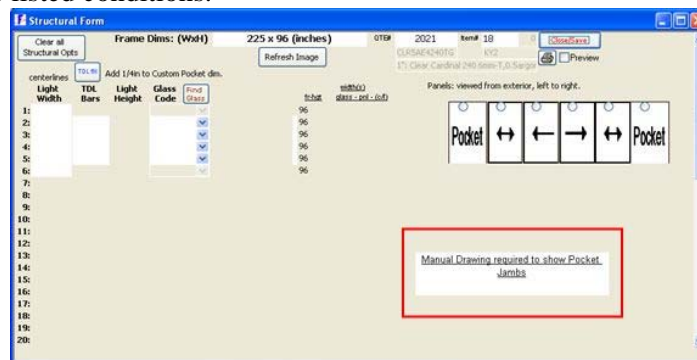 listed conditions.
Structural Form
Clear all
Structural Opts
Frame Dims: (WxH) 225 x 96 (inches) QTE# 2021 Item# 18 Close/Save
Refresh Image
Preview
centerlines TDL fill Add 1/4in to Custom Pocket dim.
Panels: viewed from exterior, left to right.
Light Width TDL Bars Light Height Glass Code Find Glass fr-hgt width(s) glass - pnl - (o/l)
1: 96
2: 96
3: 96
4: 96
5: 96
6: 96
7:
8:
9:
10:
11:
12:
13:
14:
15:
16:
17:
18:
19:
20:
Pocket ↔ ← → ↔ Pocket
Manual Drawing required to show Pocket
Jambs